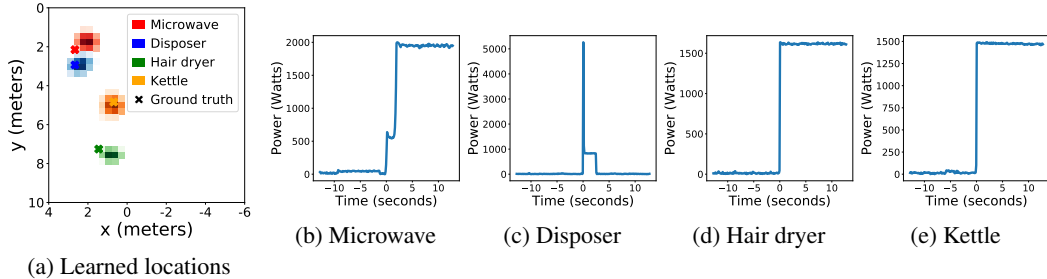 0
2
4
6
8
10
y (meters)
4 2 0 -2 -4 -6
x (meters)
Microwave
Disposer
Hair dryer
Kettle
Ground truth
(a) Learned locations
2000
1500
1000
500
0
Power (Watts)
−10 −5 0 5 10
Time (seconds)
(b) Microwave
5000
4000
3000
2000
1000
0
Power (Watts)
−10 −5 0 5 10
Time (seconds)
(c) Disposer
1500
1250
1000
750
500
250
0
Power (Watts)
−10 −5 0 5 10
Time (seconds)
(d) Hair dryer
1500
1250
1000
750
500
250
0
Power (Watts)
−10 −5 0 5 10
Time (seconds)
(e) Kettle